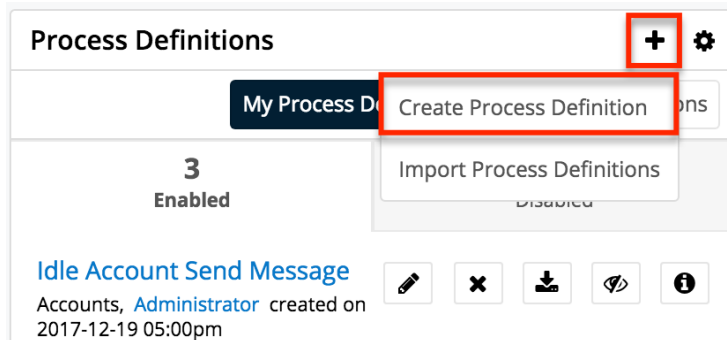 Process Definitions
My Process D
Create Process Definition
ons
Import Process Definitions
3
Enabled
Disabled
Idle Account Send Message
Accounts, Administrator created on
2017-12-19 05:00pm